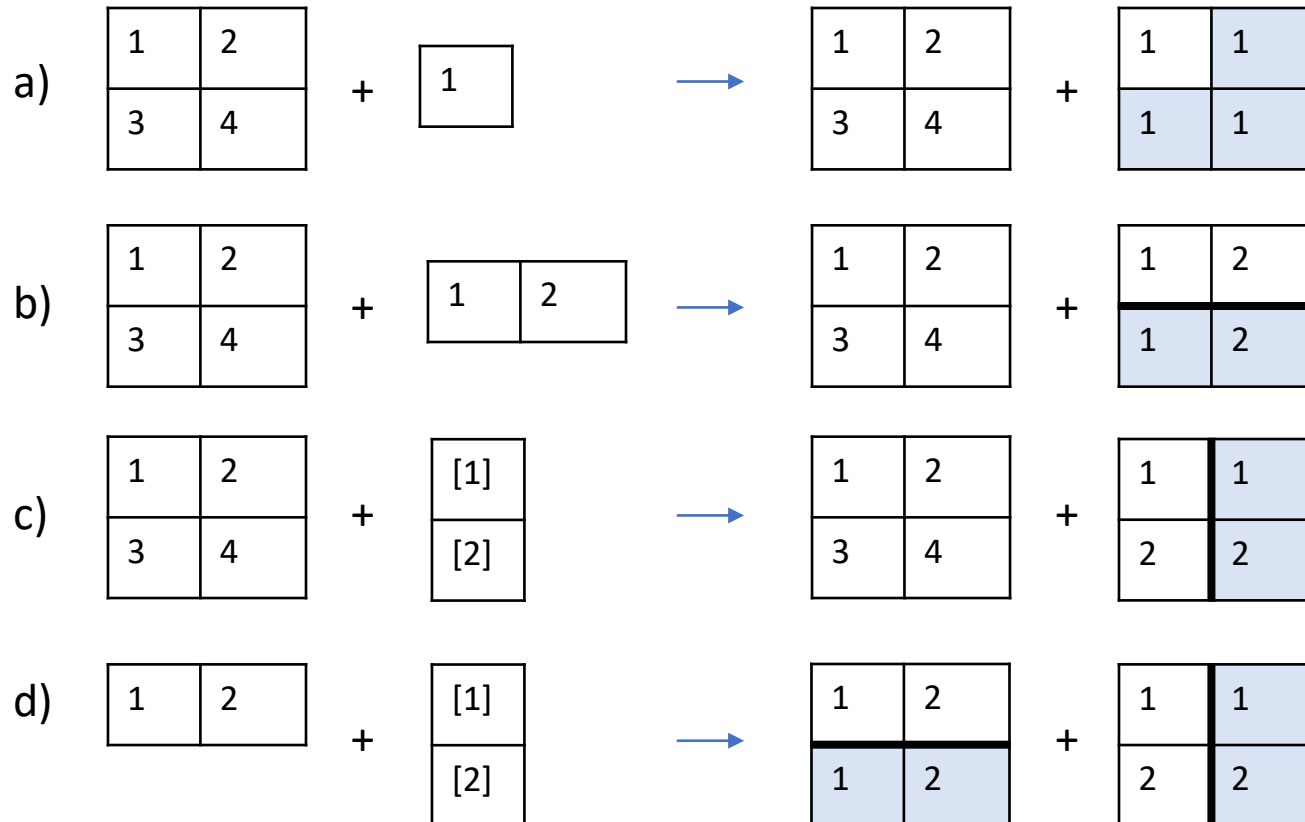 1 2 1 2 1 1
a) + 1 +
3 4 3 4 1 1
1 2 1 2 1 2
b) + 1 2 +
3 4 3 4 1 2
1 2 [1] 1 2 1 1
c) + +
3 4 [2] 3 4 2 2
d) 1 2 [1] 1 2 1 1
+ +
[2] 1 2 2 2